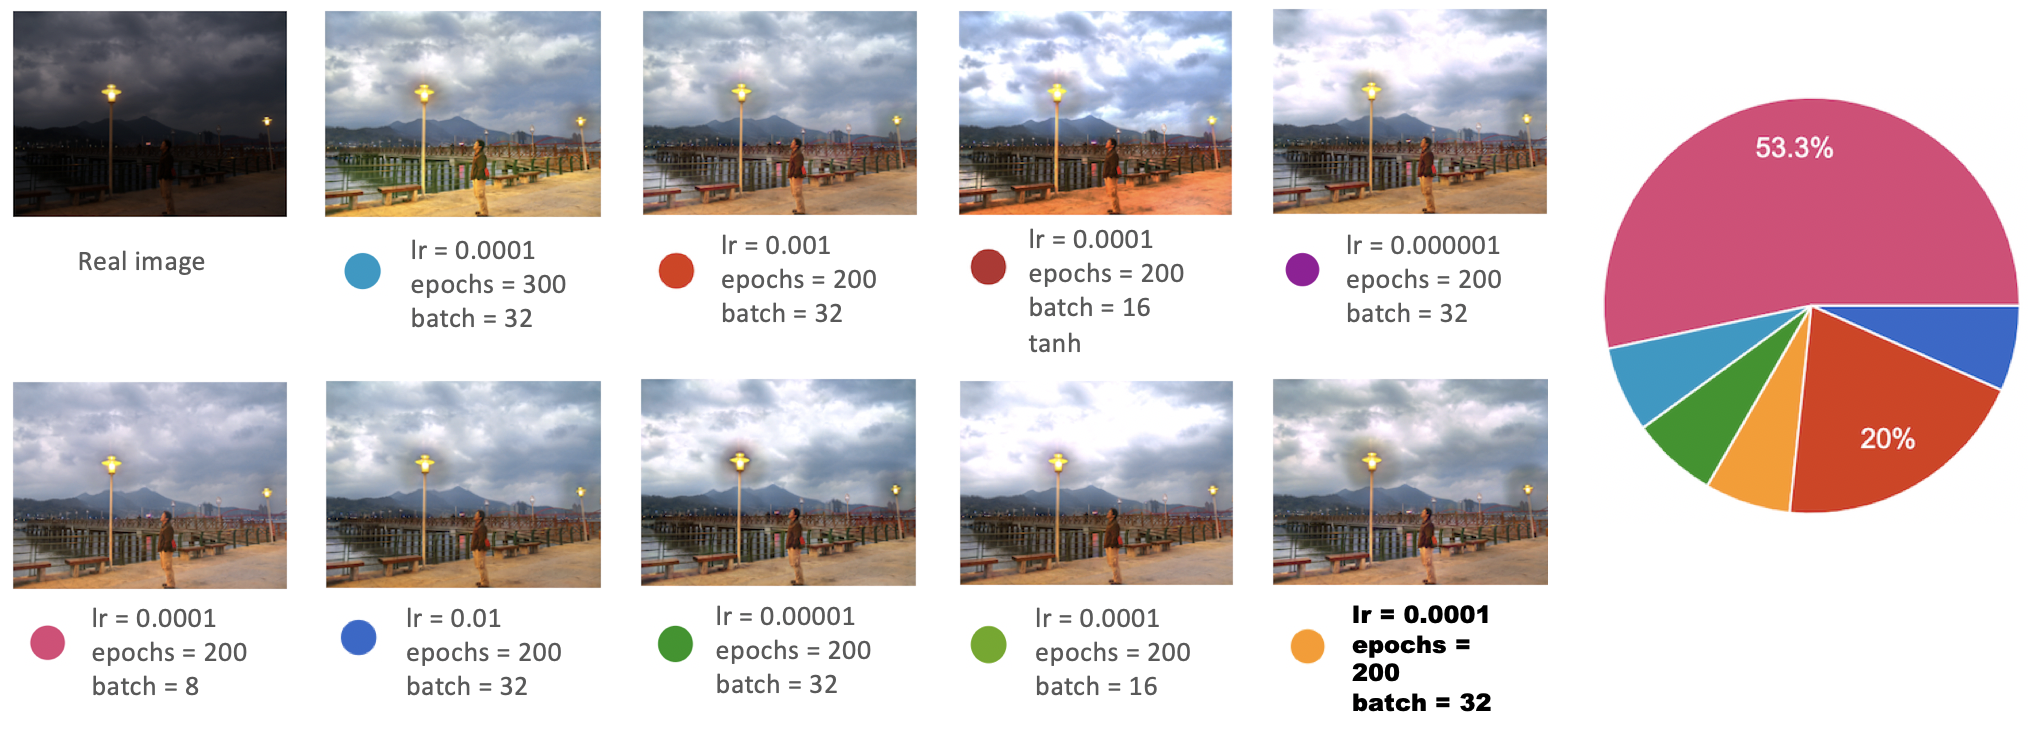 Real image
lr = 0.0001
epochs = 300
batch = 32
lr = 0.001
epochs = 200
batch = 32
lr = 0.0001
epochs = 200
batch = 16
tanh
lr = 0.000001
epochs = 200
batch = 32
lr = 0.0001
epochs = 200
batch = 8
lr = 0.01
epochs = 200
batch = 32
lr = 0.00001
epochs = 200
batch = 32
lr = 0.0001
epochs = 200
batch = 16
lr = 0.0001
epochs =
200
batch = 32
53.3%
20%